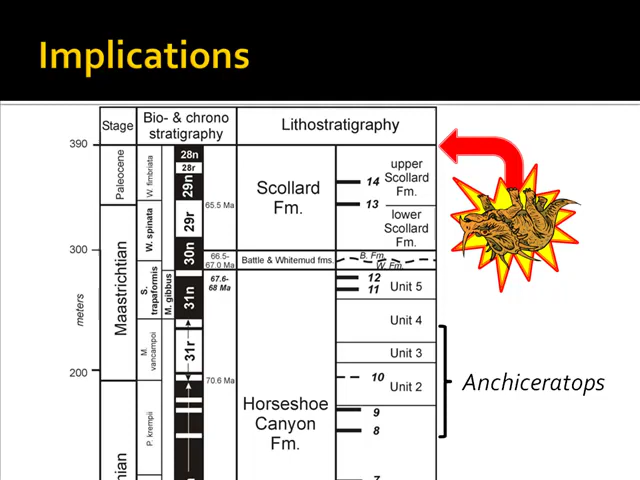 Implications
Stage
Bio- & chrono
stratigraphy
Lithostratigraphy
390
300
200
meters
Paleocene
Maastrichtian
W. fimbriata
W. spinata
S.
trapaformis
M. gibbus
M.
vancampoi
P. krempii
28n
28r
29n
29r
30n
31n
31r
65.5 Ma
66.5-
67.0 Ma
67.6-
68 Ma
70.6 Ma
Scollard
Fm.
Battle & Whitemud fms.
Horseshoe
Canyon
Fm.
14
13
12
11
10
9
8
upper
Scollard
Fm.
lower
Scollard
Fm.
B. Fm.
W. Fm.
Unit 5
Unit 4
Unit 3
Unit 2
Anchiceratops